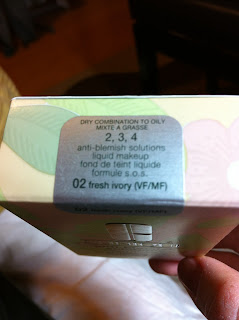 DRY COMBINATION TO OILY
MIXTE A GRASSE
2, 3, 4
anti-blemish solutions
liquid makeup
fond de teint liquide
formule s.o.s.
02 fresh ivory (VF/MF)